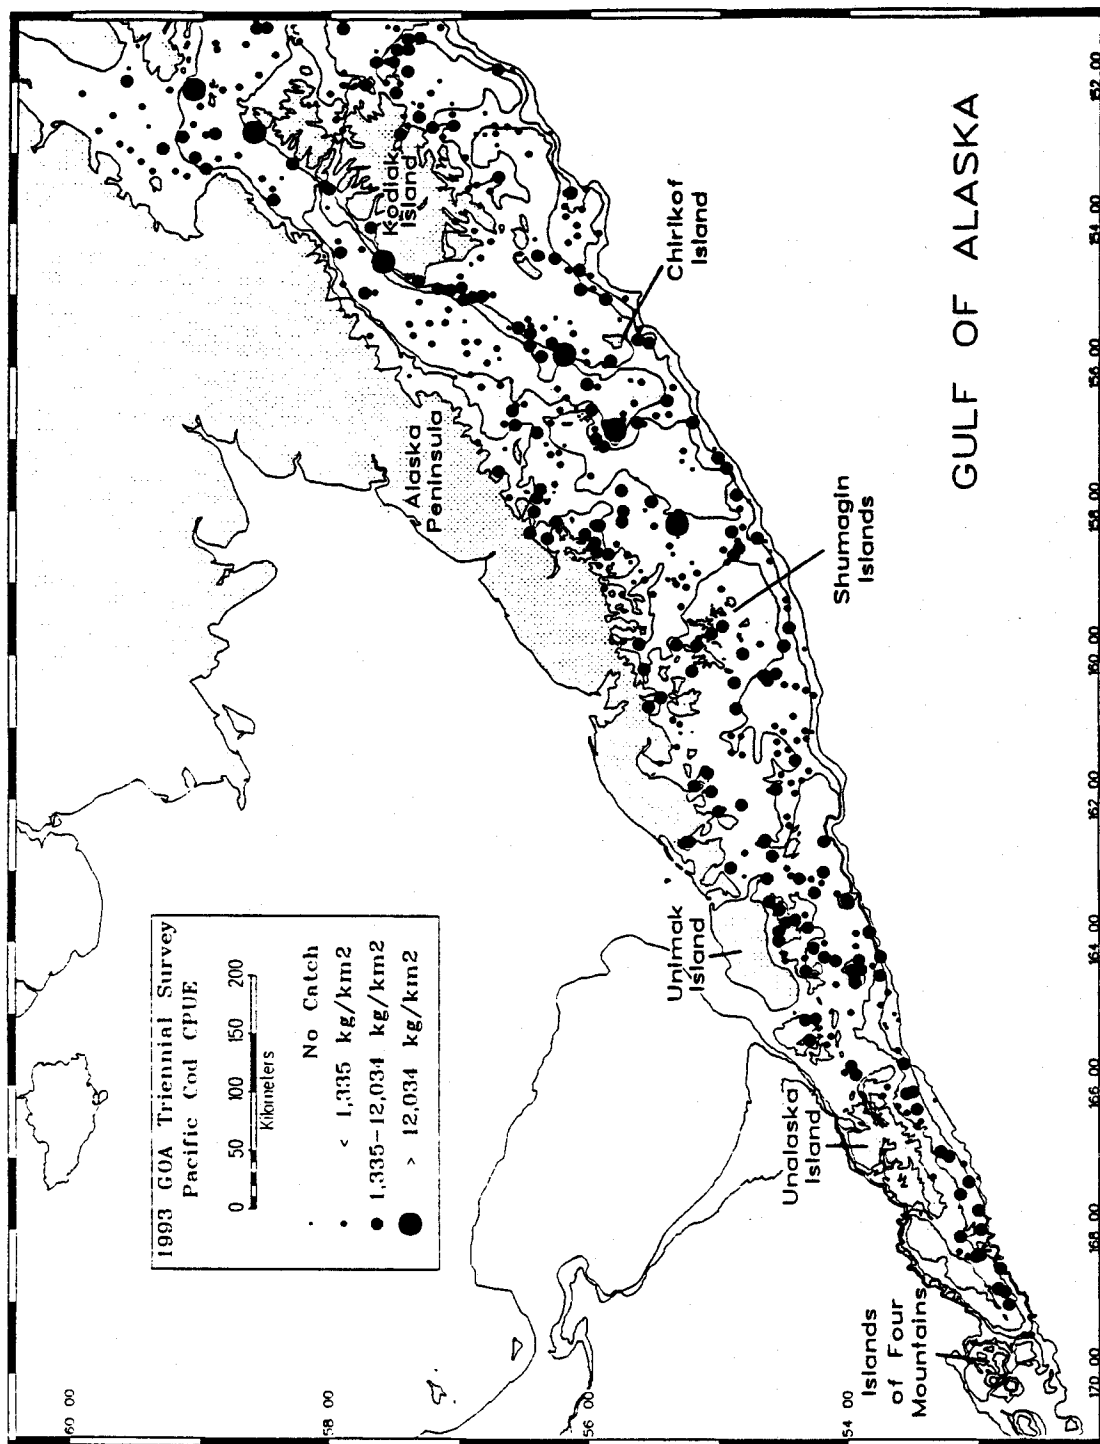 1993 GOA Triennial Survey
Pacific Cod CPUE
0 50 100 150 200
Kilometers
No Catch
< 1,335 kg/km2
1,335-12,034 kg/km2
> 12,034 kg/km2
Kodiak
Island
Chirikof
Island
Alaska
Peninsula
Shumagin
Islands
Unimak
Island
Unalaska
Island
Islands
of Four
Mountains
GULF OF ALASKA
60 00
58 00
56 00
54 00
170 00
168 00
166 00
164 00
162 00
160 00
158 00
156 00
154 00
152 00